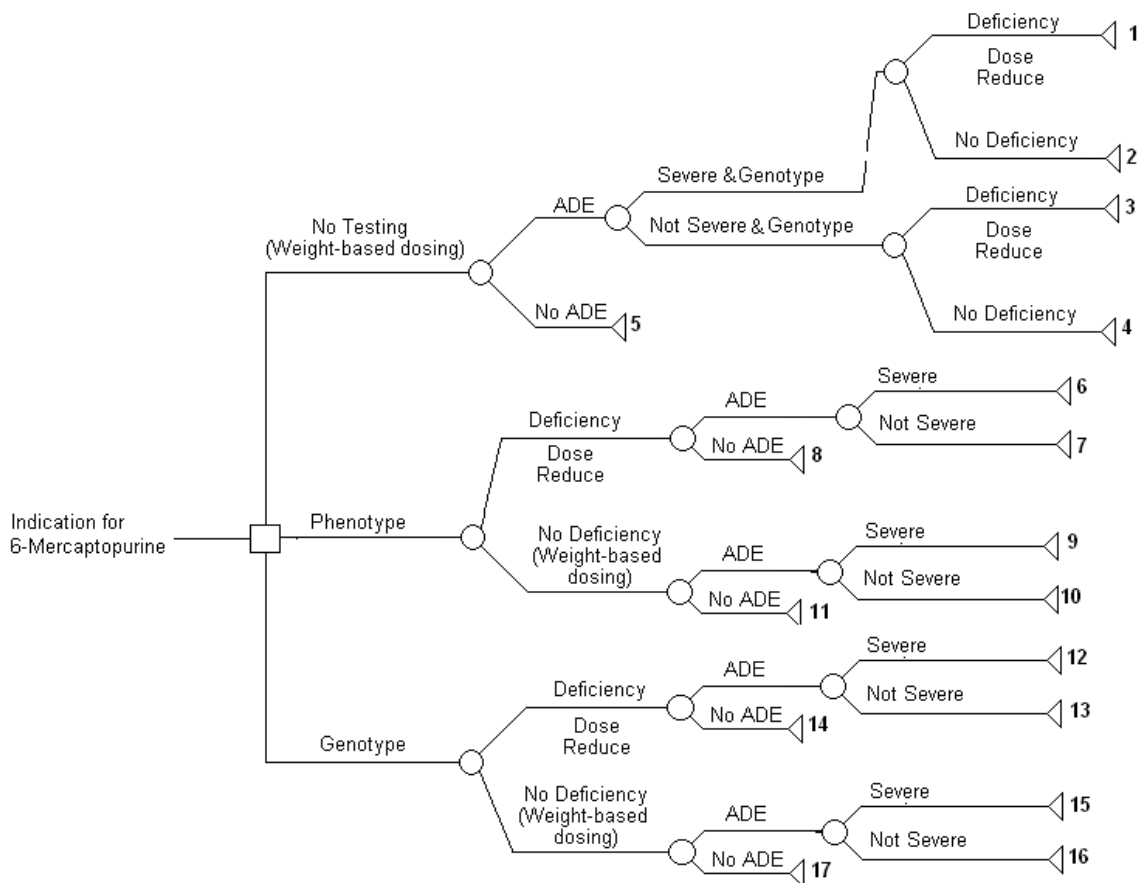 Deficiency
1
Dose
Reduce
No Deficiency
2
Severe &Genotype
Deficiency
3
ADE
Not Severe &Genotype
Dose
Reduce
No Testing
(Weight-based dosing)
No ADE
5
No Deficiency
4
Severe
6
ADE
Deficiency
Not Severe
7
No ADE
8
Dose
Reduce
Indication for
6-Mercaptopurine
Phenotype
No Deficiency
(Weight-based
dosing)
Severe
9
ADE
Not Severe
10
No ADE
11
Severe
12
ADE
Deficiency
Not Severe
13
No ADE
14
Dose
Reduce
Genotype
No Deficiency
(Weight-based
dosing)
Severe
15
ADE
Not Severe
16
No ADE
17